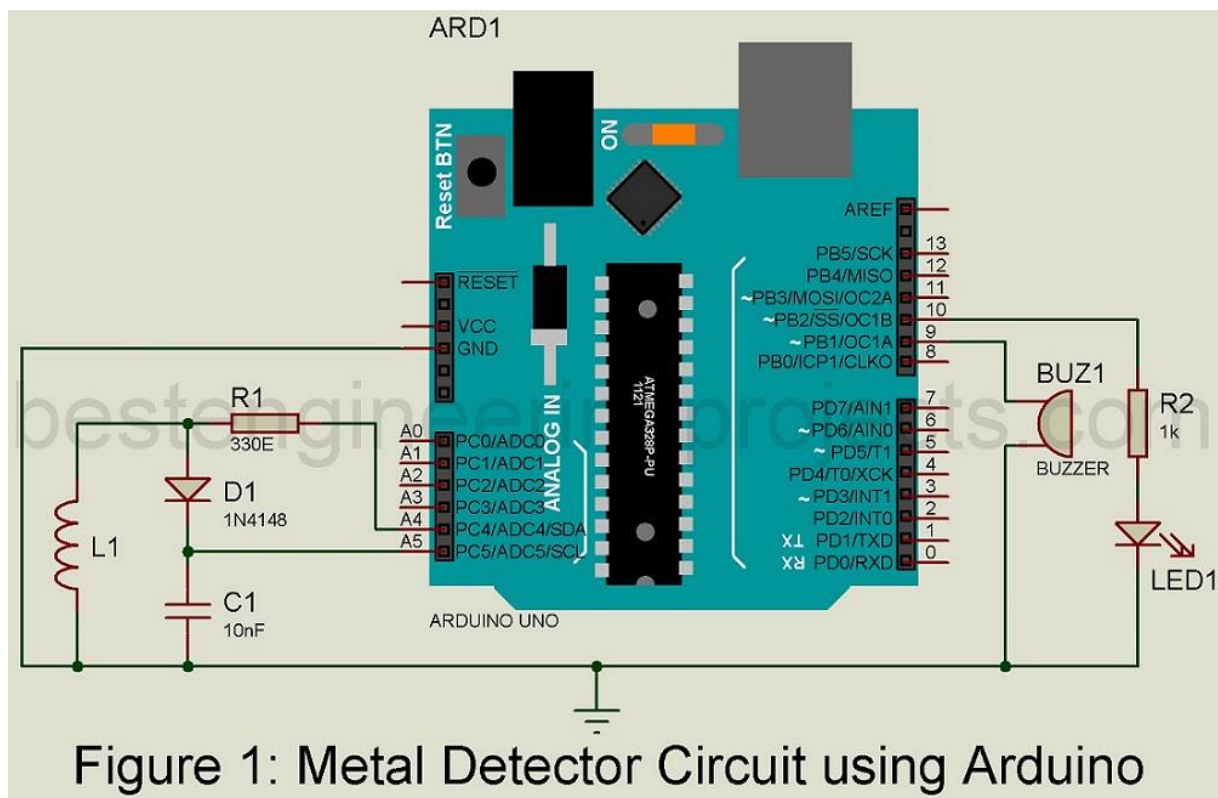 ARD1
Reset BTN
ON
AREF
PB5/SCK 13
PB4/MISO 12
~PB3/MOSI/OC2A 11
~PB2/SS/OC1B 10
~PB1/OC1A 9
PB0/ICP1/CLKO 8
RESET
VCC
GND
bestengineeringprojects.com
ANALOG IN
ATMEGA328P-PU
1121
A0 PC0/ADC0
A1 PC1/ADC1
A2 PC2/ADC2
A3 PC3/ADC3
A4 PC4/ADC4/SDA
A5 PC5/ADC5/SCL
PD7/AIN1 7
~PD6/AIN0 6
~PD5/T1 5
PD4/T0/XCK 4
~PD3/INT1 3
PD2/INT0 2
TX PD1/TXD 1
RX PD0/RXD 0
ARDUINO UNO
R1
330E
D1
1N4148
L1
C1
10nF
BUZ1
BUZZER
R2
1k
LED1
Figure 1: Metal Detector Circuit using Arduino